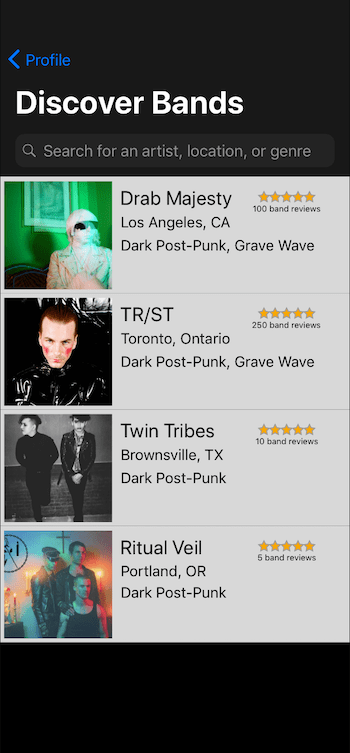 Profile
Discover Bands
Search for an artist, location, or genre
Drab Majesty
100 band reviews
Los Angeles, CA
Dark Post-Punk, Grave Wave
TR/ST
250 band reviews
Toronto, Ontario
Dark Post-Punk, Grave Wave
Twin Tribes
10 band reviews
Brownsville, TX
Dark Post-Punk
Ritual Veil
5 band reviews
Portland, OR
Dark Post-Punk